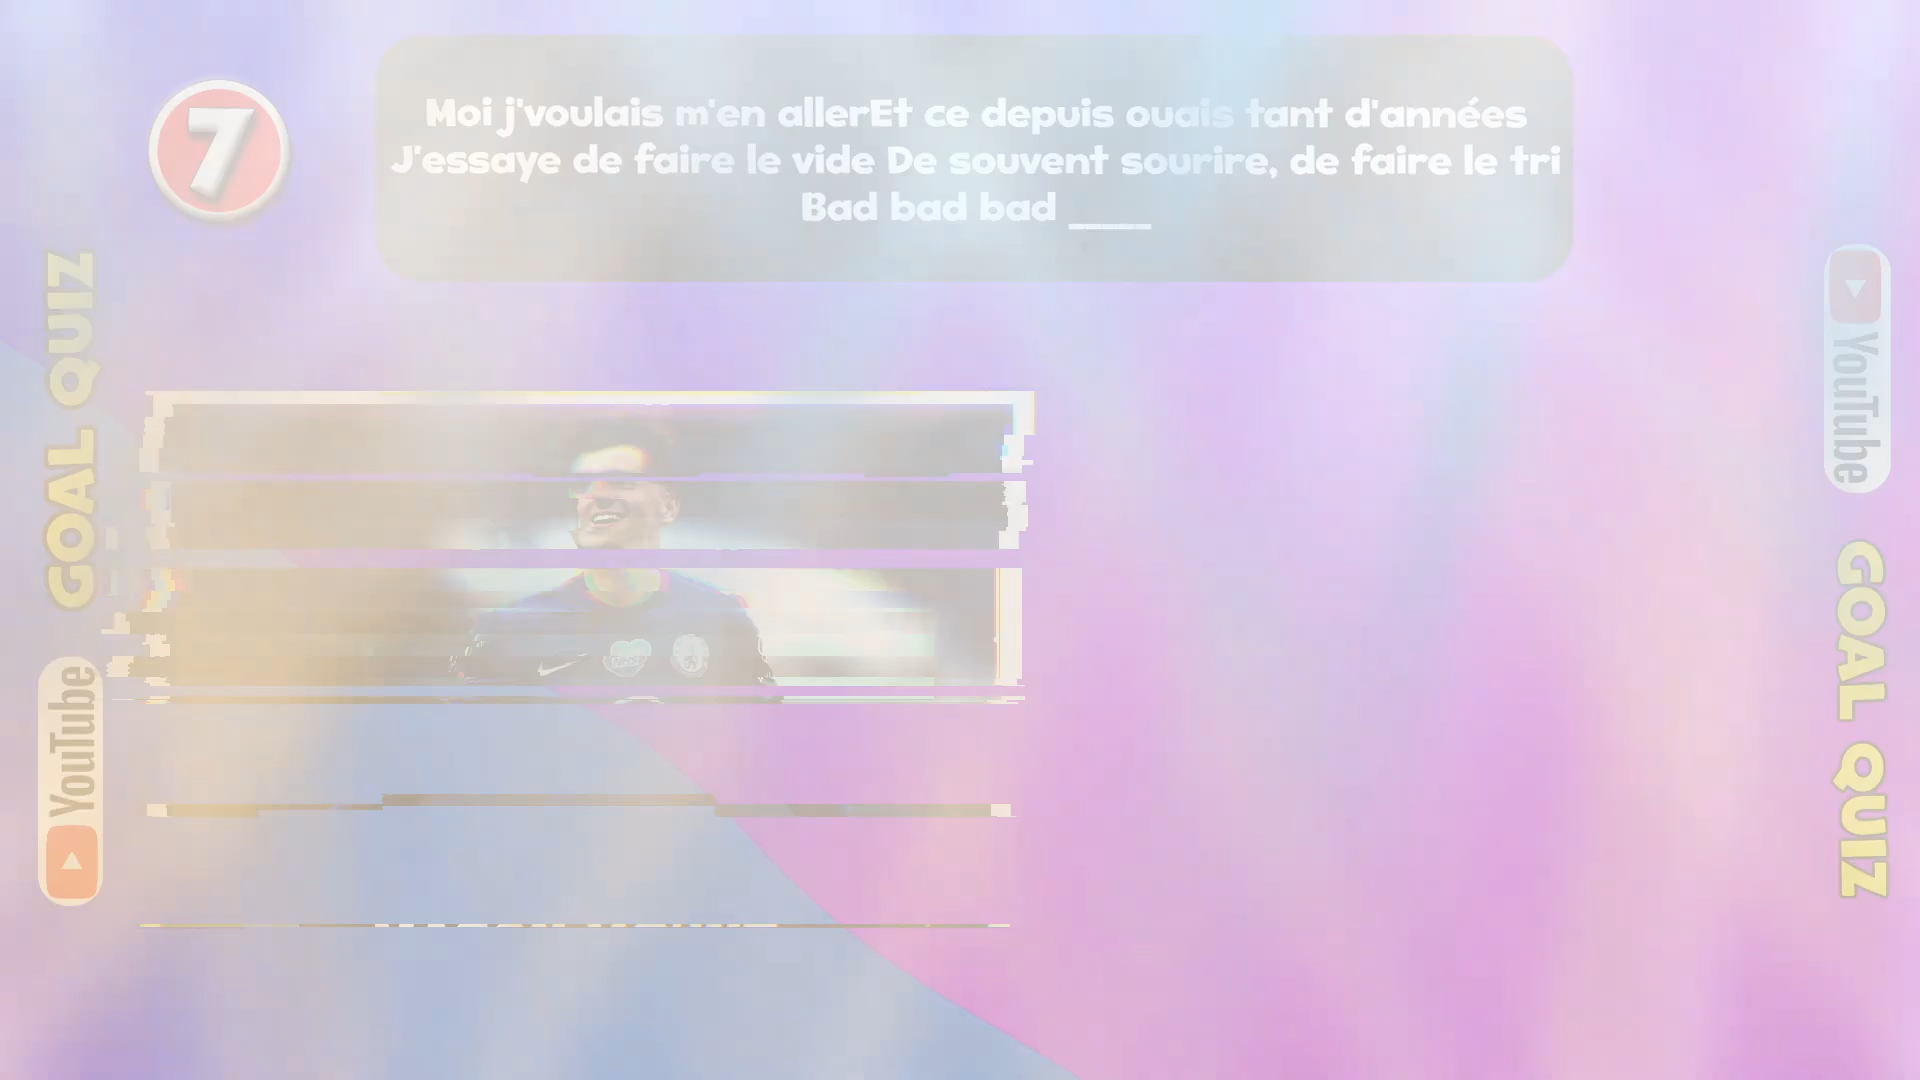 7
Moi j'voulais m'en allerEt ce depuis ouais tant d'années
J'essaye de faire le vide De souvent sourire, de faire le tri
Bad bad bad ____
GOAL QUIZ
YouTube
YouTube
GOAL QUIZ